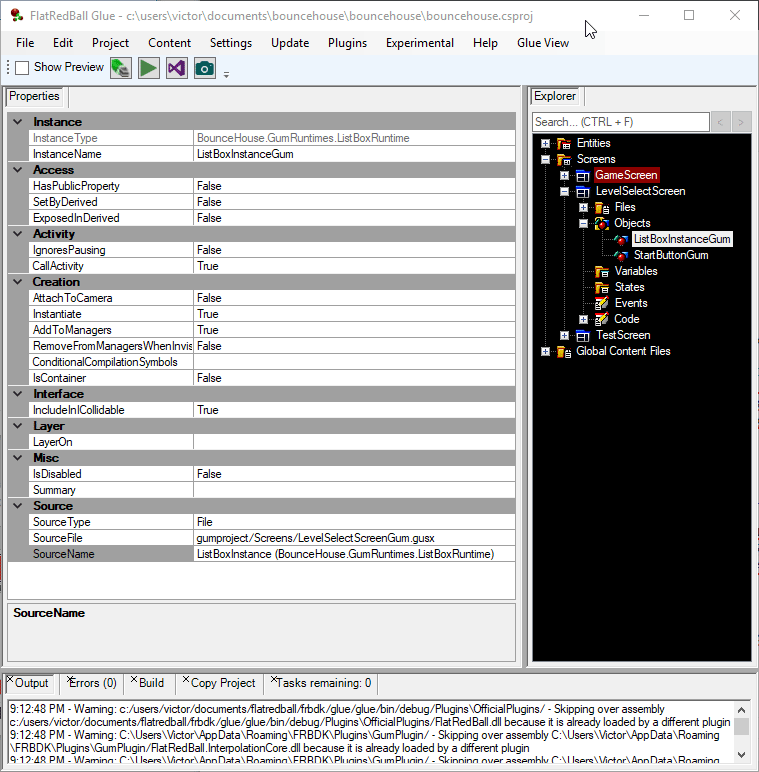 FlatRedBall Glue - c:\users\victor\documents\bouncehouse\bouncehouse\bouncehouse.csproj
File Edit Project Content Settings Update Plugins Experimental Help Glue View
Show Preview
Properties
Instance
InstanceType BounceHouse.GumRuntimes.ListBoxRuntime
InstanceName ListBoxInstanceGum
Access
HasPublicProperty False
SetByDerived False
ExposedInDerived False
Activity
IgnoresPausing False
CallActivity True
Creation
AttachToCamera False
Instantiate True
AddToManagers True
RemoveFromManagersWhenInvis False
ConditionalCompilationSymbols
IsContainer False
Interface
IncludeInICollidable True
Layer
LayerOn
Misc
IsDisabled False
Summary
Source
SourceType File
SourceFile gumproject/Screens/LevelSelectScreenGum.gusx
SourceName ListBoxInstance (BounceHouse.GumRuntimes.ListBoxRuntime)
SourceName
Explorer
Search... (CTRL + F) < >
Entities
Screens
GameScreen
LevelSelectScreen
Files
Objects
ListBoxInstanceGum
StartButtonGum
Variables
States
Events
Code
TestScreen
Global Content Files
Output Errors (0) Build Copy Project Tasks remaining: 0
9:12:48 PM - Warning: c:/users/victor/documents/flatredball/frbdk/glue/glue/bin/debug/Plugins\OfficialPlugins/ - Skipping over assembly
c:/users/victor/documents/flatredball/frbdk/glue/glue/bin/debug/Plugins\OfficialPlugins/FlatRedBall.dll because it is already loaded by a different plugin
9:12:48 PM - Warning: C:\Users\Victor\AppData\Roaming\FRBDK\Plugins\GumPlugin/ - Skipping over assembly C:\Users\Victor\AppData\Roaming
\FRBDK\Plugins\GumPlugin/FlatRedBall.InterpolationCore.dll because it is already loaded by a different plugin
9:12:48 PM - Warning: C:\Users\Victor\AppData\Roaming\FRBDK\Plugins\GumPlugin/ - Skipping over assembly C:\Users\Victor\AppData\Roaming